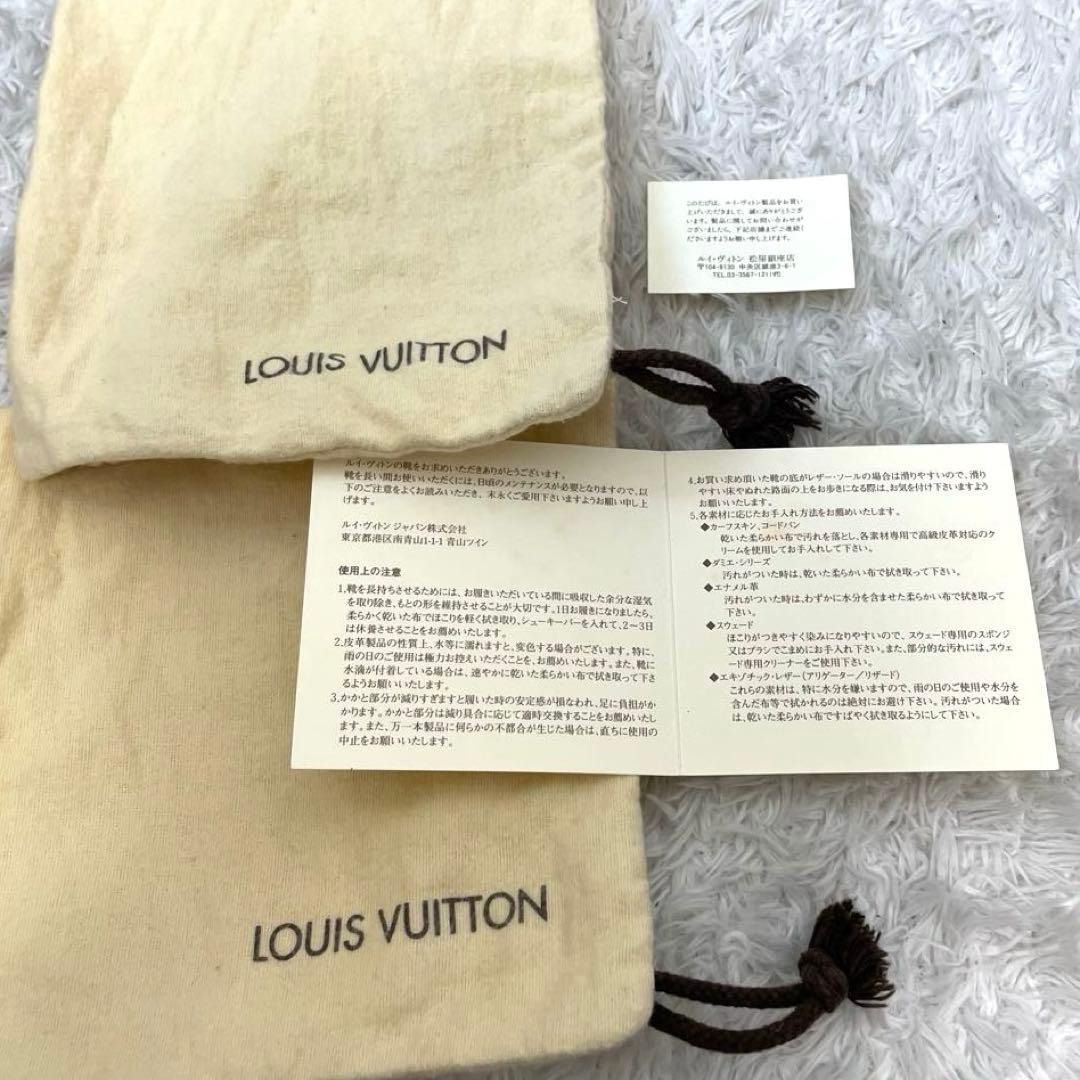 このたびは、ルイ・ヴィトン製品をお買い
上げいただきまして、誠にありがとうござ
います。製品に関してお問い合わせが
ございましたら、下記店舗までご連絡く
ださいますようお願い申し上げます。
ルイ・ヴィトン 松屋銀座店
〒104-8130 中央区銀座3-6-1
TEL.03-3567-1211㈹
LOUIS VUITTON
ルイ・ヴィトンの靴をお求めいただきありがとうございます。
靴を長い間お使いいただくには、日頃のメンテナンスが必要となりますので、以
下のご注意をよくお読みいただき、末永くご愛用下さいますようお願い申し上
げます。
ルイ・ヴィトン ジャパン株式会社
東京都港区南青山1-1-1 青山ツイン
使用上の注意
1.靴を長持ちさせるためには、お履きいただいている間に吸収した余分な湿気
を取り除き、もとの形を維持させることが大切です。1日お履きになりましたら、
柔らかく乾いた布でほこりを軽く拭き取り、シューキーパーを入れて、2〜3日
は休養させることをお薦めいたします。
2.皮革製品の性質上、水等に濡れますと、変色する場合がございます。特に、
雨の日のご使用は極力お控えいただくことを、お薦めいたします。また、靴に
水滴が付着している場合は、速やかに乾いた柔らかい布で拭き取って下さ
るようお願いいたします。
3.かかと部分が減りすぎますと履いた時の安定感が損なわれ、足に負担がか
かります。かかと部分は減り具合に応じて適時交換することをお薦めいたし
ます。また、万一本製品に何らかの不都合が生じた場合は、直ちに使用の
中止をお願いいたします。
4.お買い求め頂いた靴の底がレザー・ソールの場合は滑りやすいので、滑り
やすい床やぬれた路面の上をお歩きになる際は、お気を付け下さいますよう
お願いいたします。
5.各素材に応じたお手入れ方法をお薦めいたします。
◆カーフスキン、コードバン
乾いた柔らかい布で汚れを落とし、各素材専用で高級皮革対応のク
リームを使用してお手入れして下さい。
◆ダミエ・シリーズ
汚れがついた時は、乾いた柔らかい布で拭き取って下さい。
◆エナメル革
汚れがついた時は、わずかに水分を含ませた柔らかい布で拭き取って
下さい。
◆スウェード
ほこりがつきやすく染みになりやすいので、スウェード専用のスポンジ
又はブラシでこまめにお手入れ下さい。また、部分的な汚れには、スウェ
ード専用クリーナーをご使用下さい。
◆エキゾチック・レザー(アリゲーター/リザード)
これらの素材は、特に水分を嫌いますので、雨の日のご使用や水分を
含んだ布等で拭かれるのは絶対にお避け下さい。汚れがついた場合
は、乾いた柔らかい布ですばやく拭き取るようにして下さい。
LOUIS VUITTON